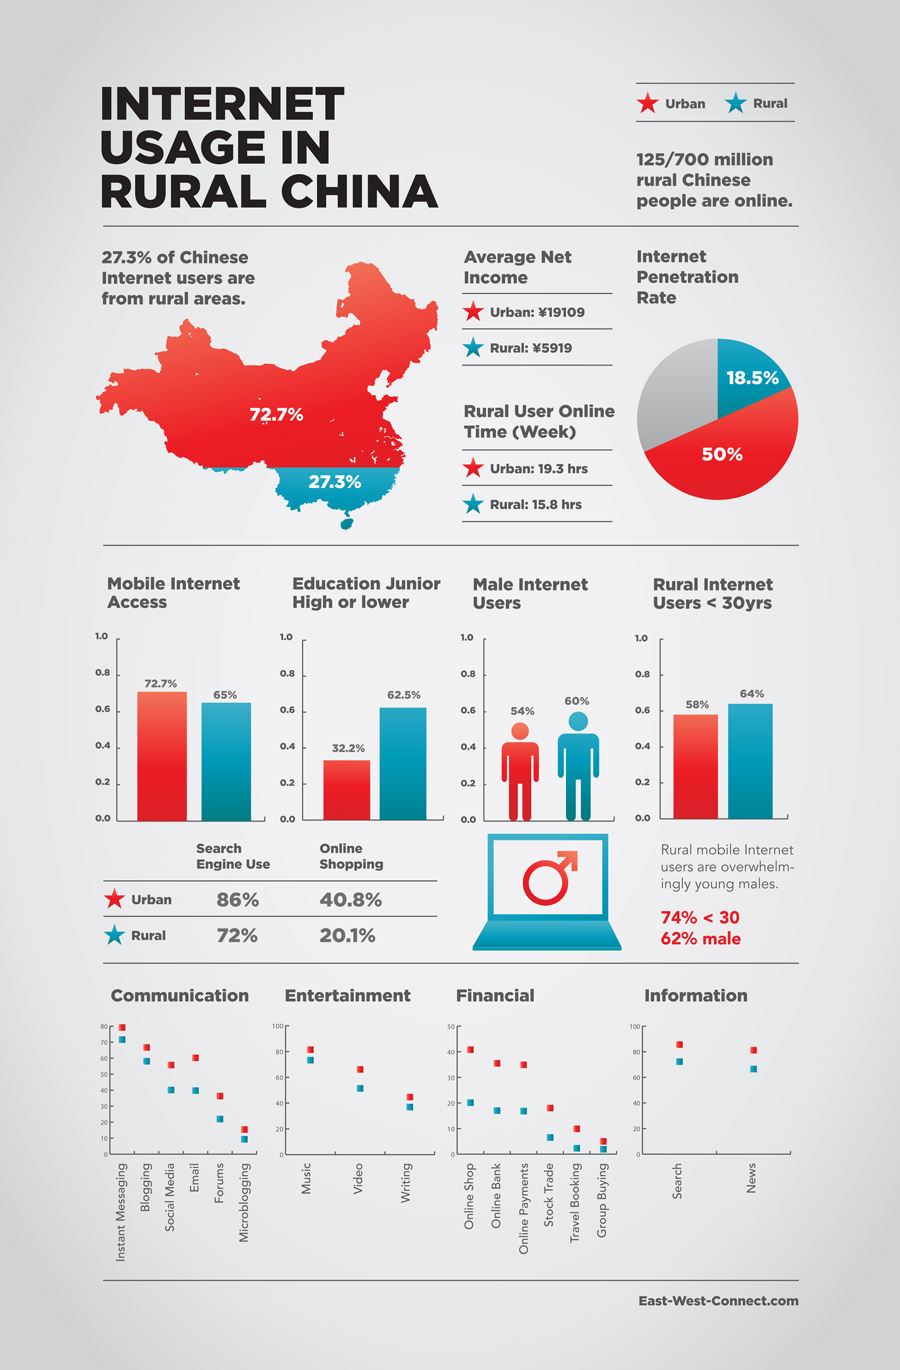 INTERNET
USAGE IN
RURAL CHINA
Urban
Rural
125/700 million
rural Chinese
people are online.
27.3% of Chinese
Internet users are
from rural areas.
72.7%
27.3%
Average Net
Income
Urban: ¥19109
Rural: ¥5919
Rural User Online
Time (Week)
Urban: 19.3 hrs
Rural: 15.8 hrs
Internet
Penetration
Rate
18.5%
50%
Mobile Internet
Access
1.0
0.8
0.6
0.4
0.2
0.0
72.7%
65%
Education Junior
High or lower
1.0
0.8
0.6
0.4
0.2
0.0
32.2%
62.5%
Male Internet
Users
1.0
0.8
0.6
0.4
0.2
0.0
54%
60%
Rural Internet
Users < 30yrs
1.0
0.8
0.6
0.4
0.2
0.0
58%
64%
Search
Engine Use
Online
Shopping
Urban
86%
40.8%
Rural
72%
20.1%
Rural mobile Internet
users are overwhelm-
ingly young males.
74% < 30
62% male
Communication
80
70
60
50
40
30
20
10
0
Instant Messaging
Blogging
Social Media
Email
Forums
Microblogging
Entertainment
100
80
60
40
20
0
Music
Video
Writing
Financial
50
40
30
20
10
0
Online Shop
Online Bank
Online Payments
Stock Trade
Travel Booking
Group Buying
Information
100
80
60
40
20
0
Search
News
East-West-Connect.com